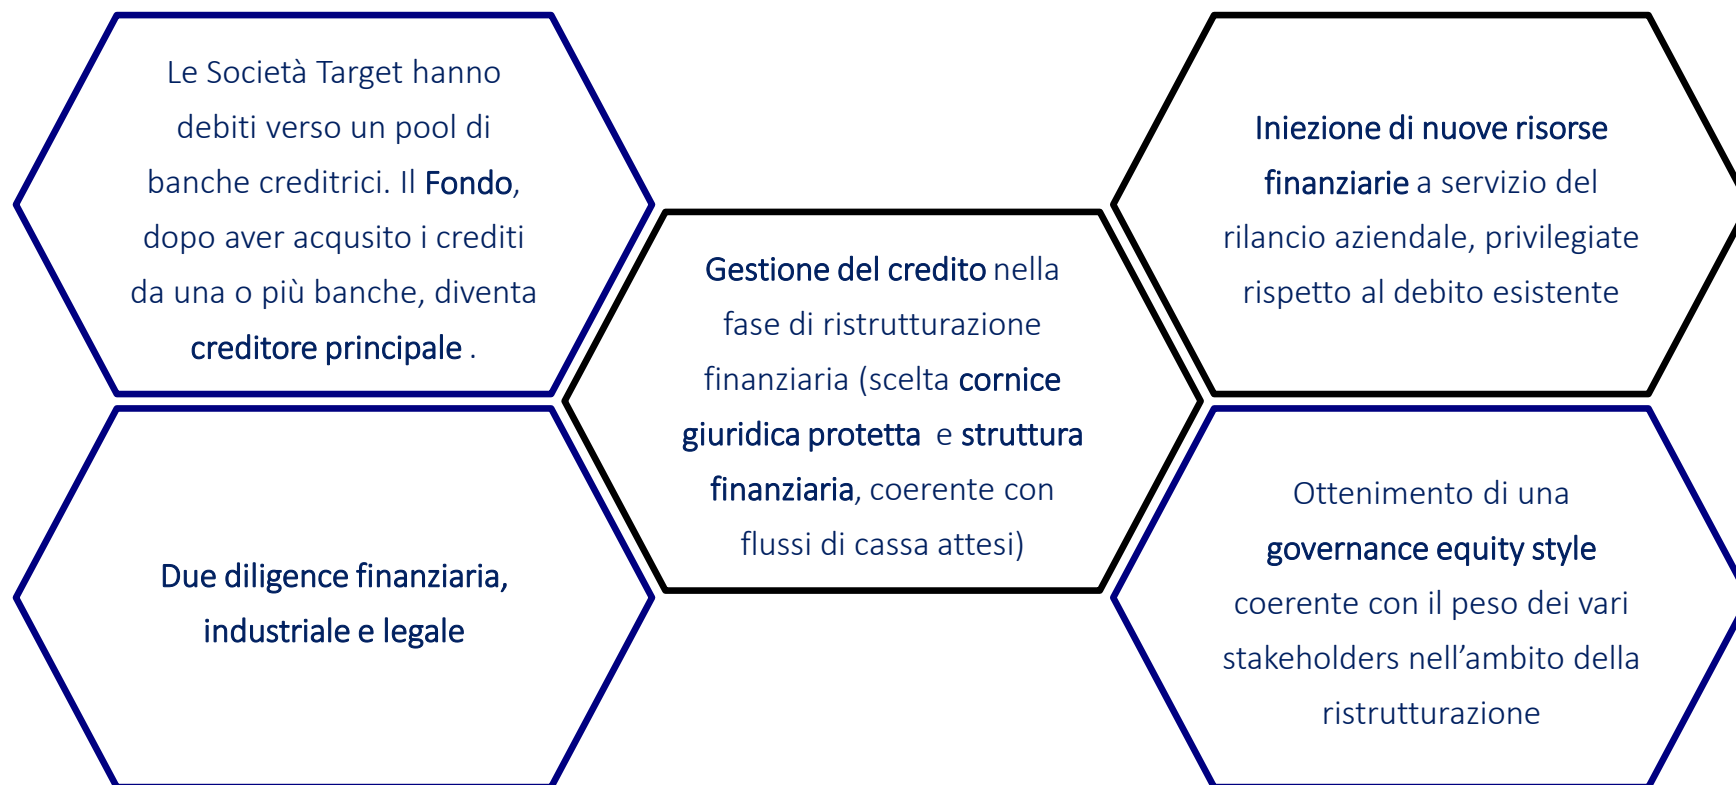 Le Società Target hanno
debiti verso un pool di
banche creditrici. Il Fondo,
dopo aver acqusito i crediti
da una o più banche, diventa
creditore principale .
Due diligence finanziaria,
industriale e legale
Gestione del credito nella
fase di ristrutturazione
finanziaria (scelta cornice
giuridica protetta e struttura
finanziaria, coerente con
flussi di cassa attesi)
Iniezione di nuove risorse
finanziarie a servizio del
rilancio aziendale, privilegiate
rispetto al debito esistente
Ottenimento di una
governance equity style
coerente con il peso dei vari
stakeholders nell’ambito della
ristrutturazione